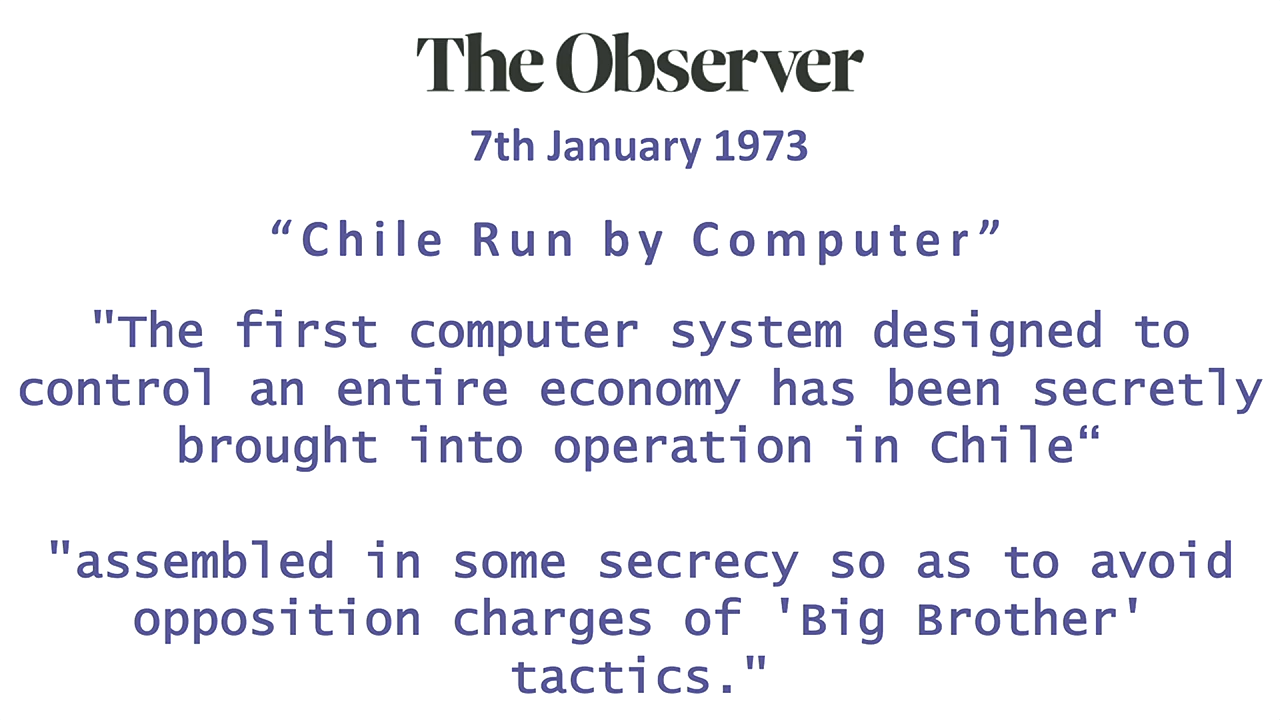 The Observer
7th January 1973
“Chile Run by Computer”
"The first computer system designed to
control an entire economy has been secretly
brought into operation in Chile“
"assembled in some secrecy so as to avoid
opposition charges of 'Big Brother'
tactics."